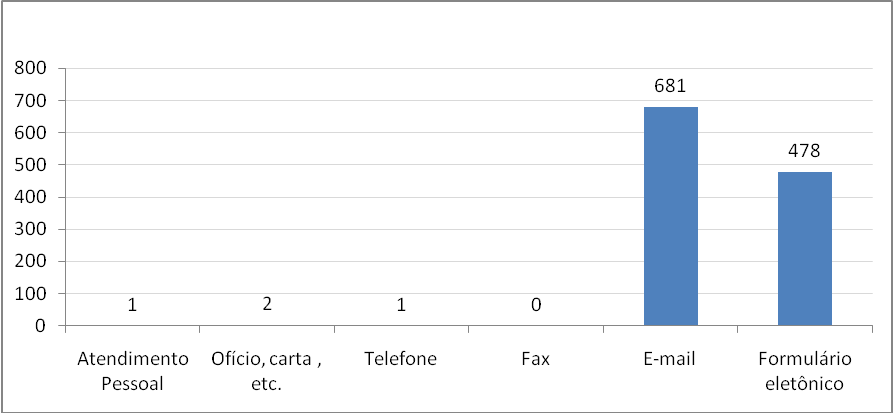 800
700
600
500
400
300
200
100
0
1
2
1
0
681
478
Atendimento
Pessoal
Ofício, carta ,
etc.
Telefone
Fax
E-mail
Formulário
eletônico